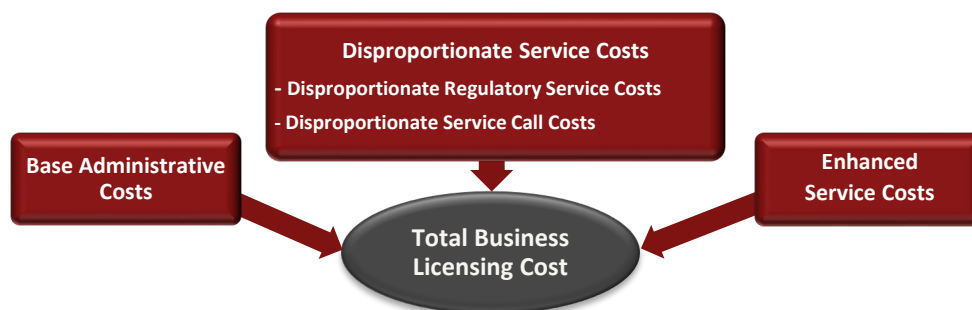 Disproportionate Service Costs
- Disproportionate Regulatory Service Costs
- Disproportionate Service Call Costs
Base Administrative
Costs
Enhanced
Service Costs
Total Business
Licensing Cost